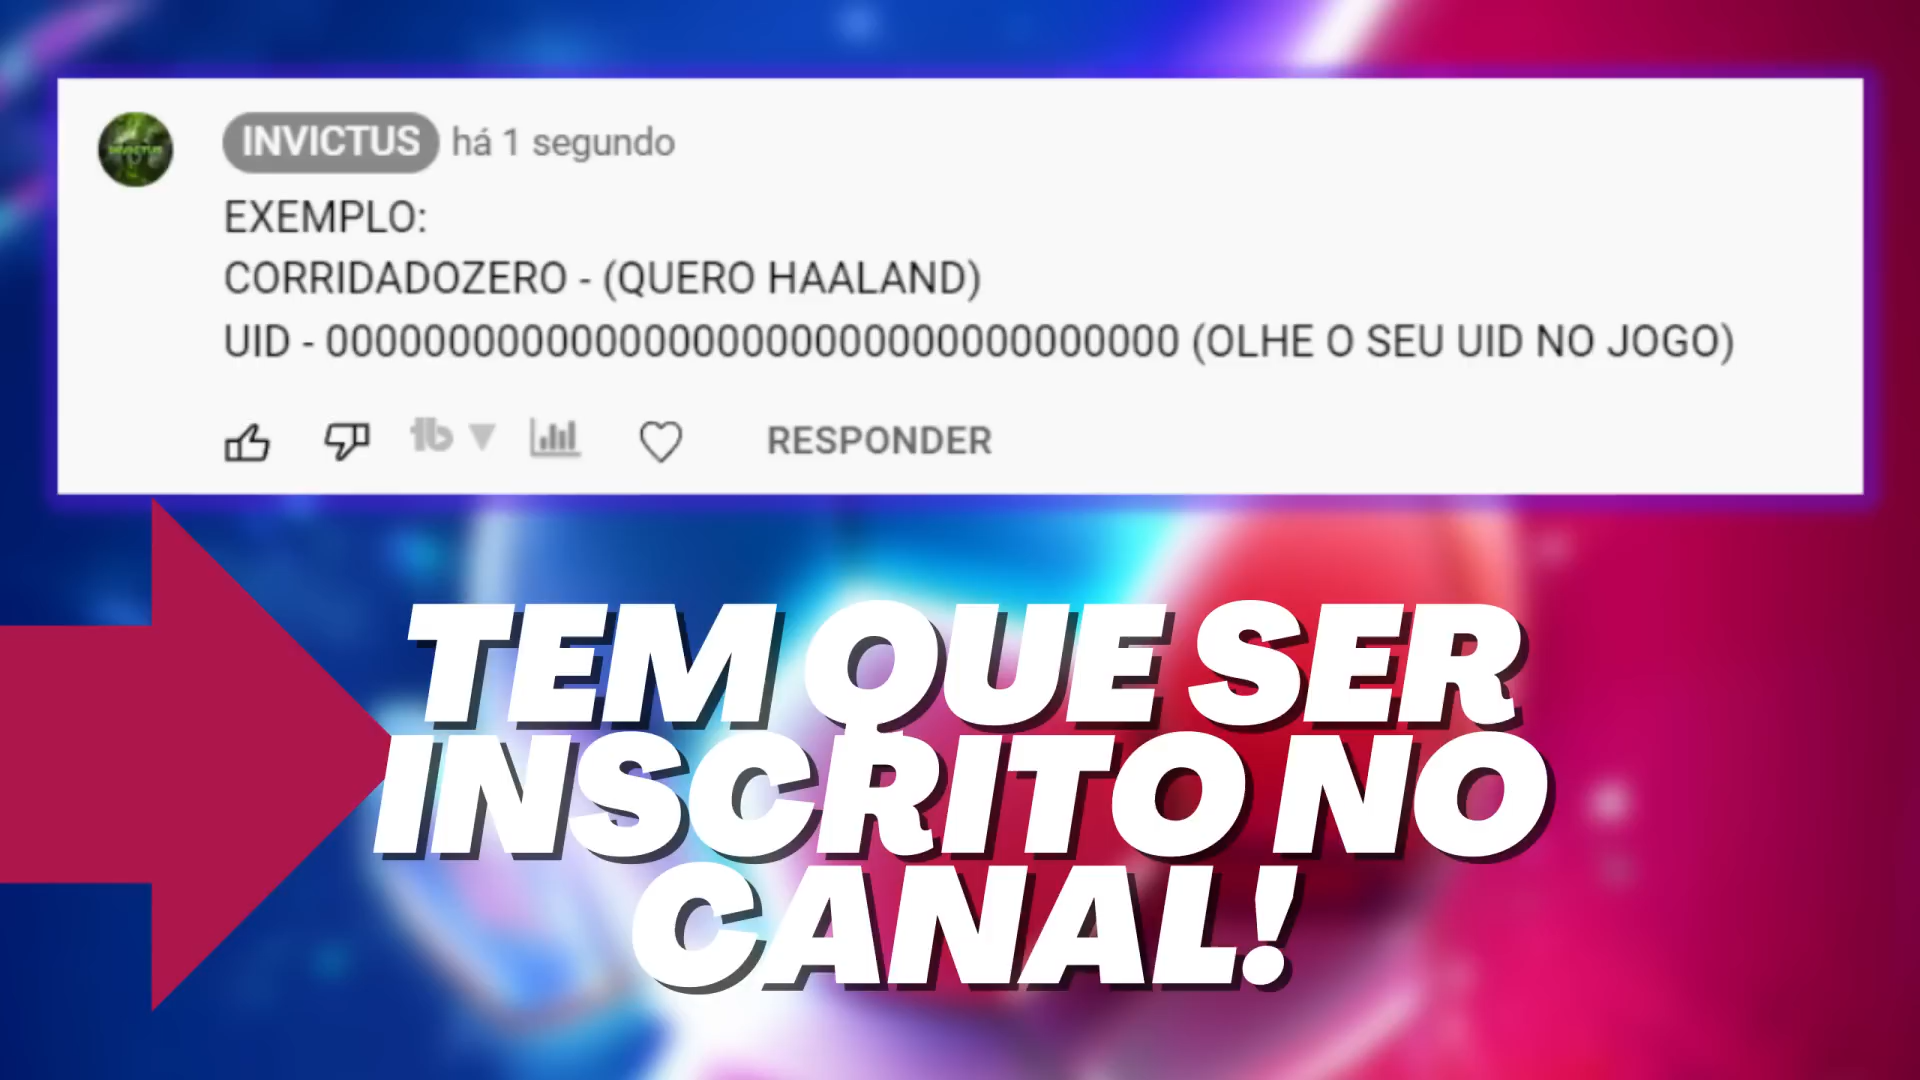 INVICTUS há 1 segundo
EXEMPLO:
CORRIDADOZERO - (QUERO HAALAND)
UID - 00000000000000000000000000000000000 (OLHE O SEU UID NO JOGO)
RESPONDER
TEM QUE SER
INSCRITO NO
CANAL!